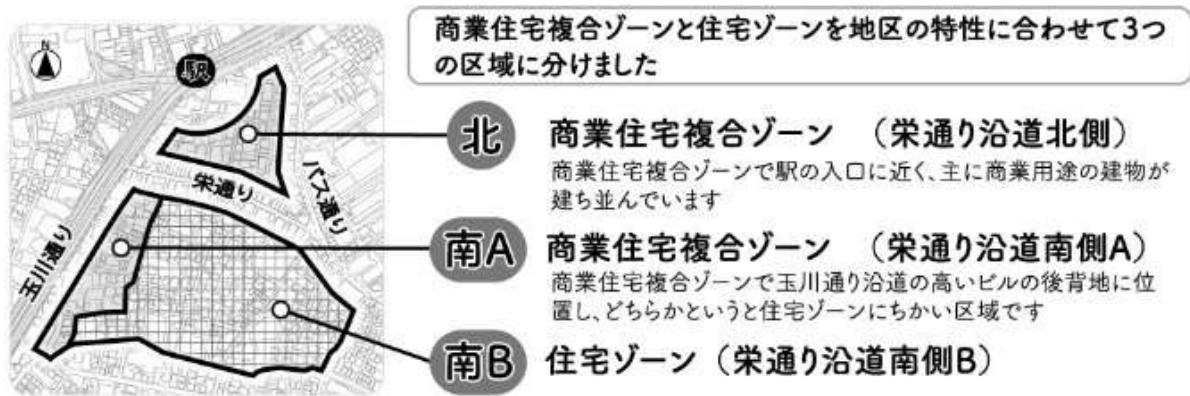 商業住宅複合ゾーンと住宅ゾーンを地区の特性に合わせて3つ
の区域に分けました
N
駅
栄通り
バス通り
玉川通り
北 商業住宅複合ゾーン (栄通り沿道北側)
商業住宅複合ゾーンで駅の入口に近く、主に商業用途の建物が
建ち並んでいます
南A 商業住宅複合ゾーン (栄通り沿道南側A)
商業住宅複合ゾーンで玉川通り沿道の高いビルの後背地に位
置し、どちらかというと住宅ゾーンにちかい区域です
南B 住宅ゾーン(栄通り沿道南側B)